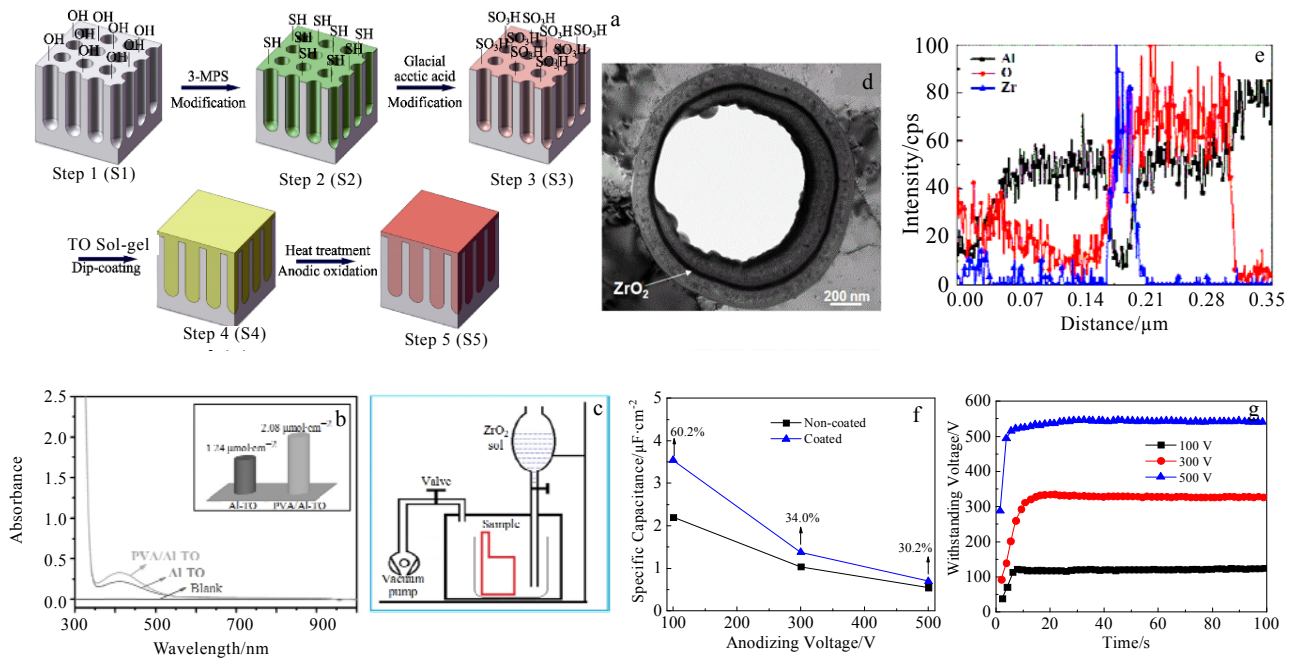 a
OH OH OH OH
OH OH OH OH
SH SH SH SH
SH SH SH SH
SO3H SO3H SO3H
SO3H SO3H SO3H
SO3H SO3H SO3H
3-MPS
Modification
Glacial
acctic acid
Modification
Step 1 (S1)
Step 2 (S2)
Step 3 (S3)
TO Sol-gel
Dip-coating
Heat treatment
Anodic oxidation
Step 4 (S4)
Step 5 (S5)
d
ZrO2
200 nm
e
Al
O
Zr
Intensity/cps
100
80
60
40
20
0
0.00 0.07 0.14 0.21 0.28 0.35
Distance/μm
b
2.5
2.0
1.5
1.0
0.5
0.0
Absorbance
1.24 μmol·cm−2
2.08 μmol·cm−2
Al-TO
PVA/Al-TO
PVA/Al TO
Al TO
Blank
300 500 700 900
Wavelength/nm
c
ZrO2
sol
Valve
Sample
Vacuum
pump
f
Non-coated
Coated
60.2%
34.0%
30.2%
Specific Capacitance/μF·cm-2
5
4
3
2
1
0
100 200 300 400 500
Anodizing Voltage/V
g
100 V
300 V
500 V
Withstanding Voltage/V
600
500
400
300
200
100
0
0 20 40 60 80 100
Time/s